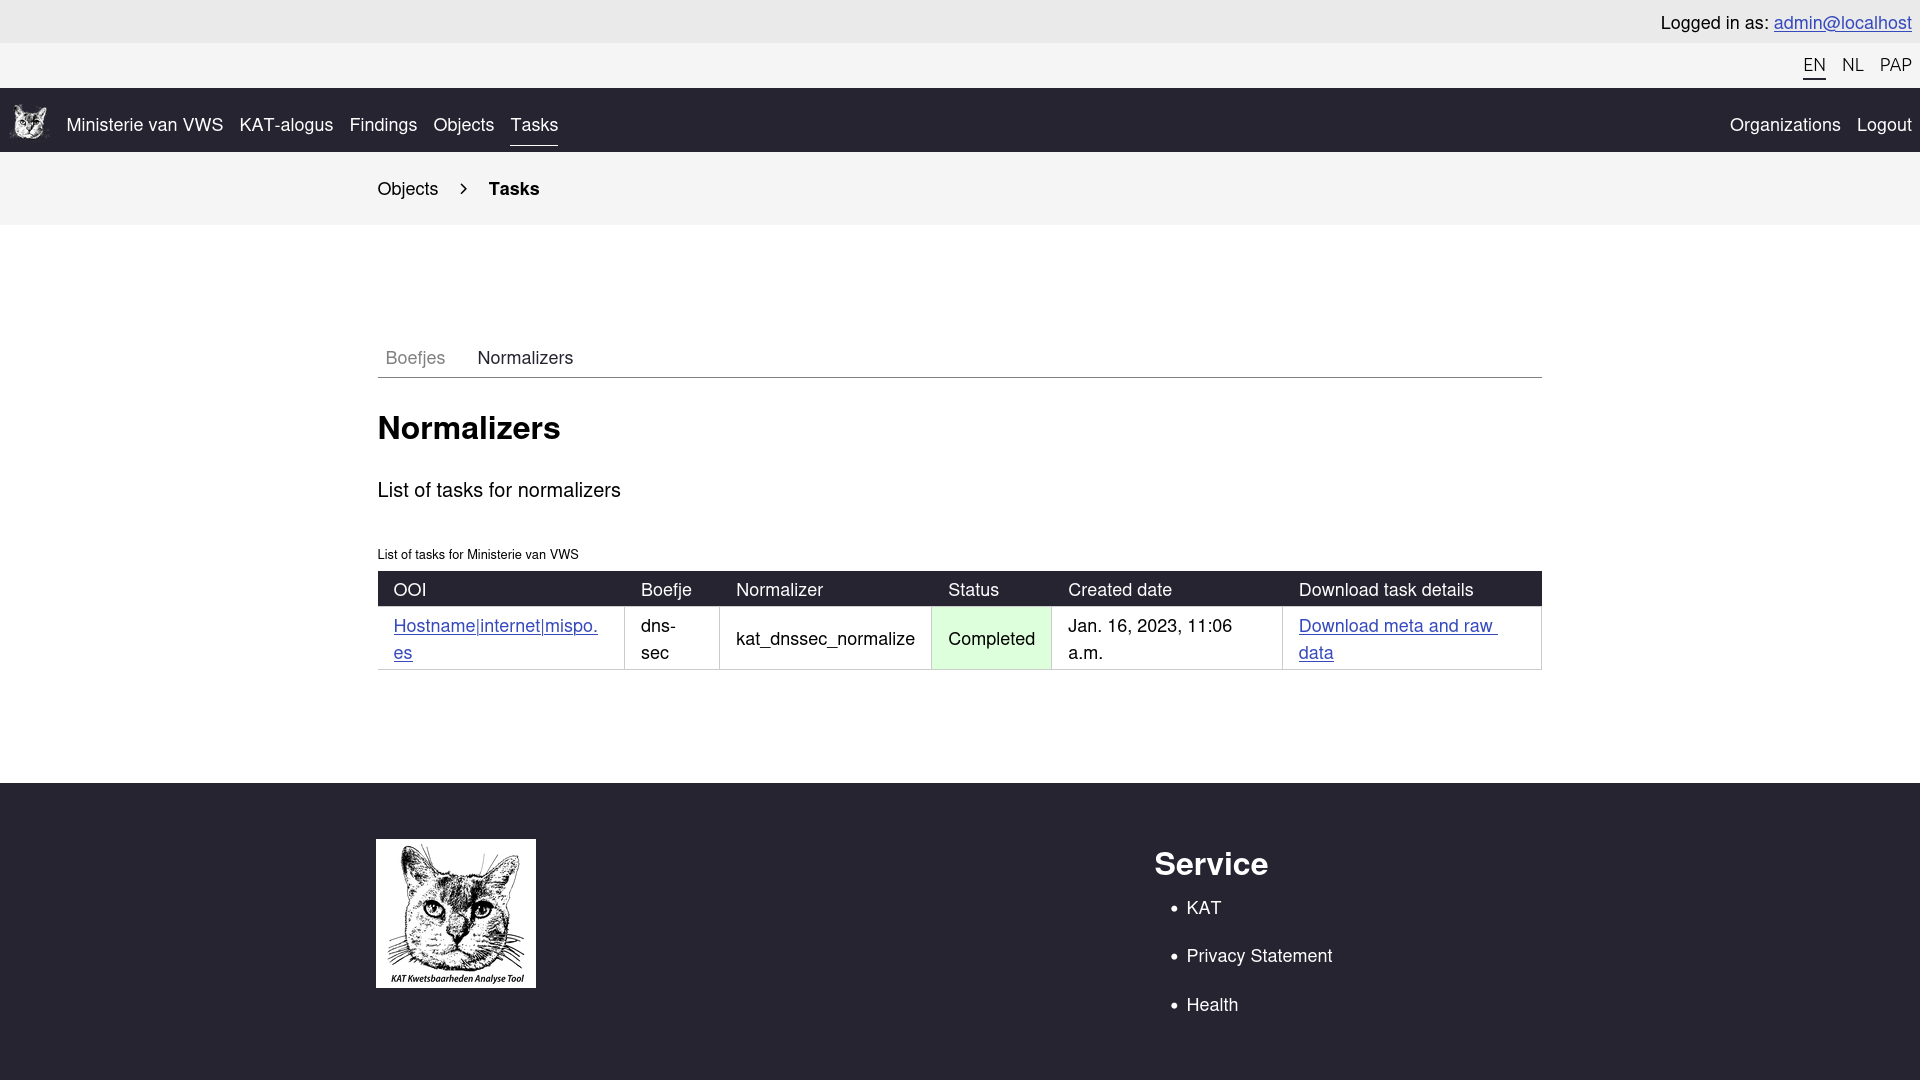 Logged in as: admin@localhost
EN NL PAP
Ministerie van VWS KAT-alogus Findings Objects Tasks Organizations Logout
Objects > Tasks
Boefjes Normalizers
Normalizers
List of tasks for normalizers
List of tasks for Ministerie van VWS
OOI Boefje Normalizer Status Created date Download task details
Hostname|internet|mispo.es dns-sec kat_dnssec_normalize Completed Jan. 16, 2023, 11:06 a.m. Download meta and raw data
KAT Kwetsbaarheden Analyse Tool
Service
• KAT
• Privacy Statement
• Health